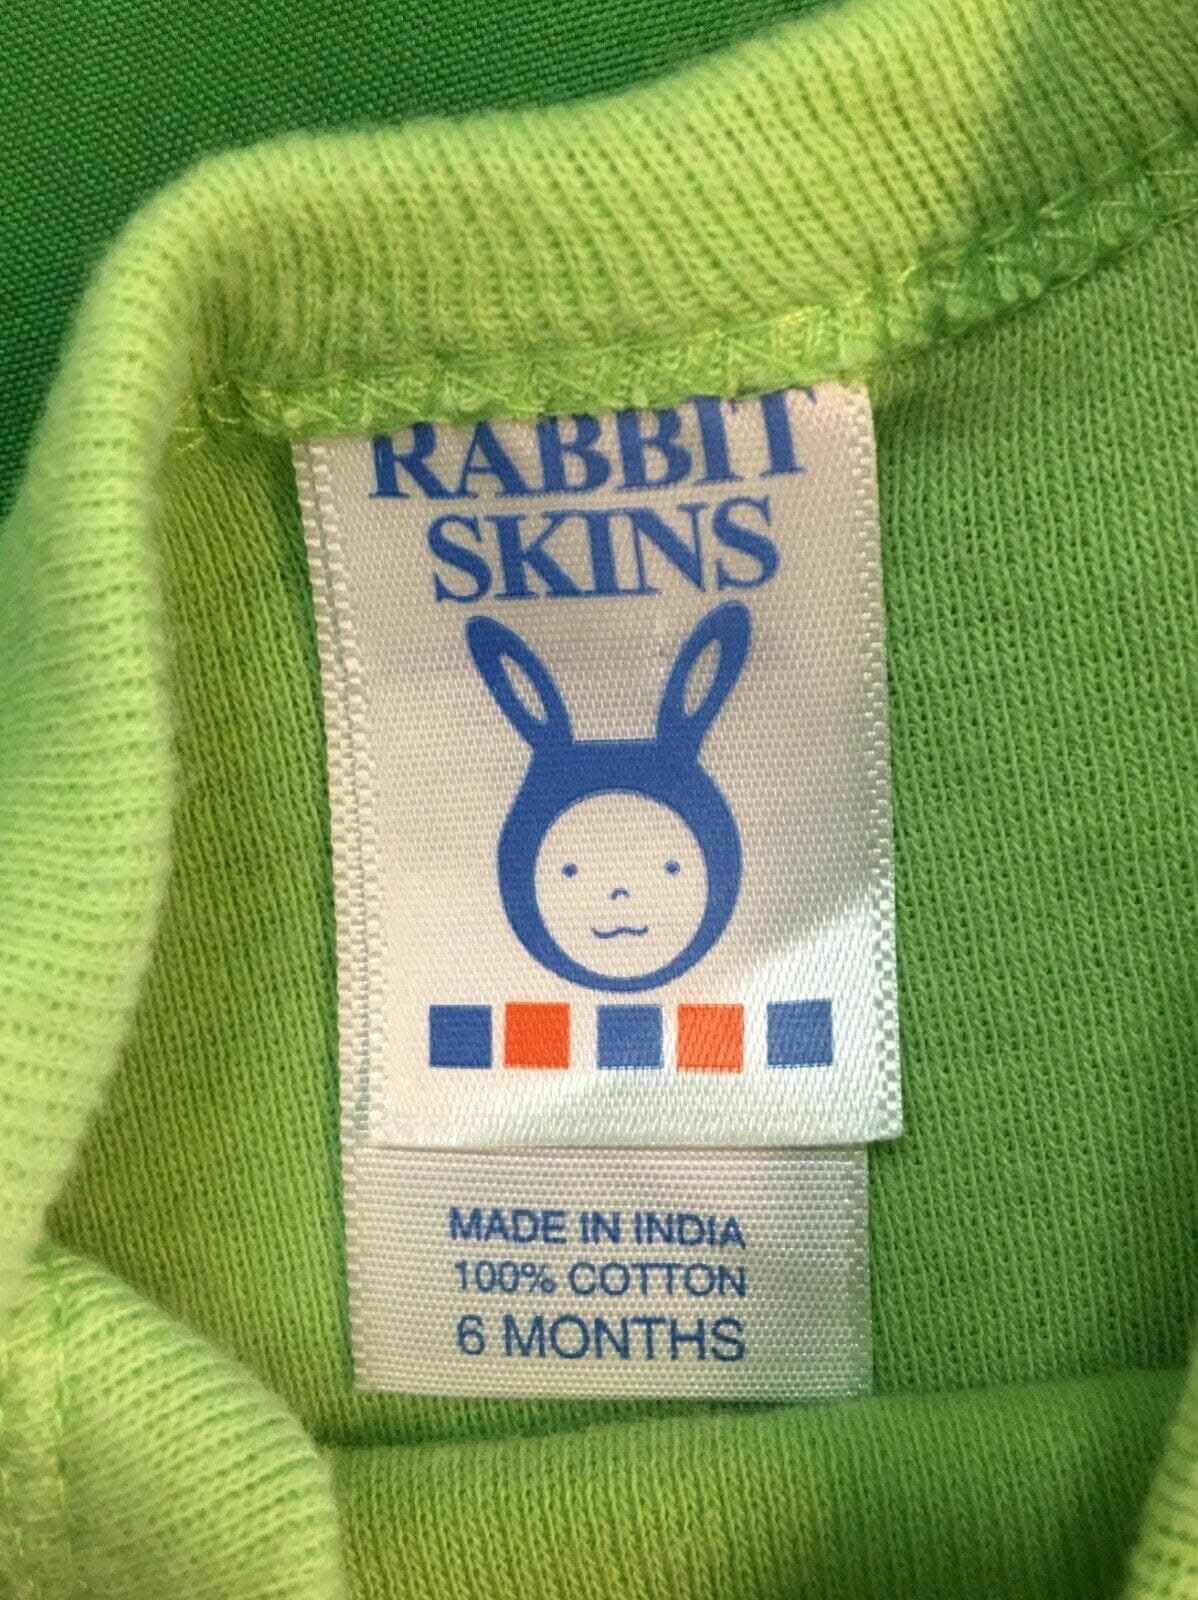 RABBIT
SKINS
MADE IN INDIA
100% COTTON
6 MONTHS